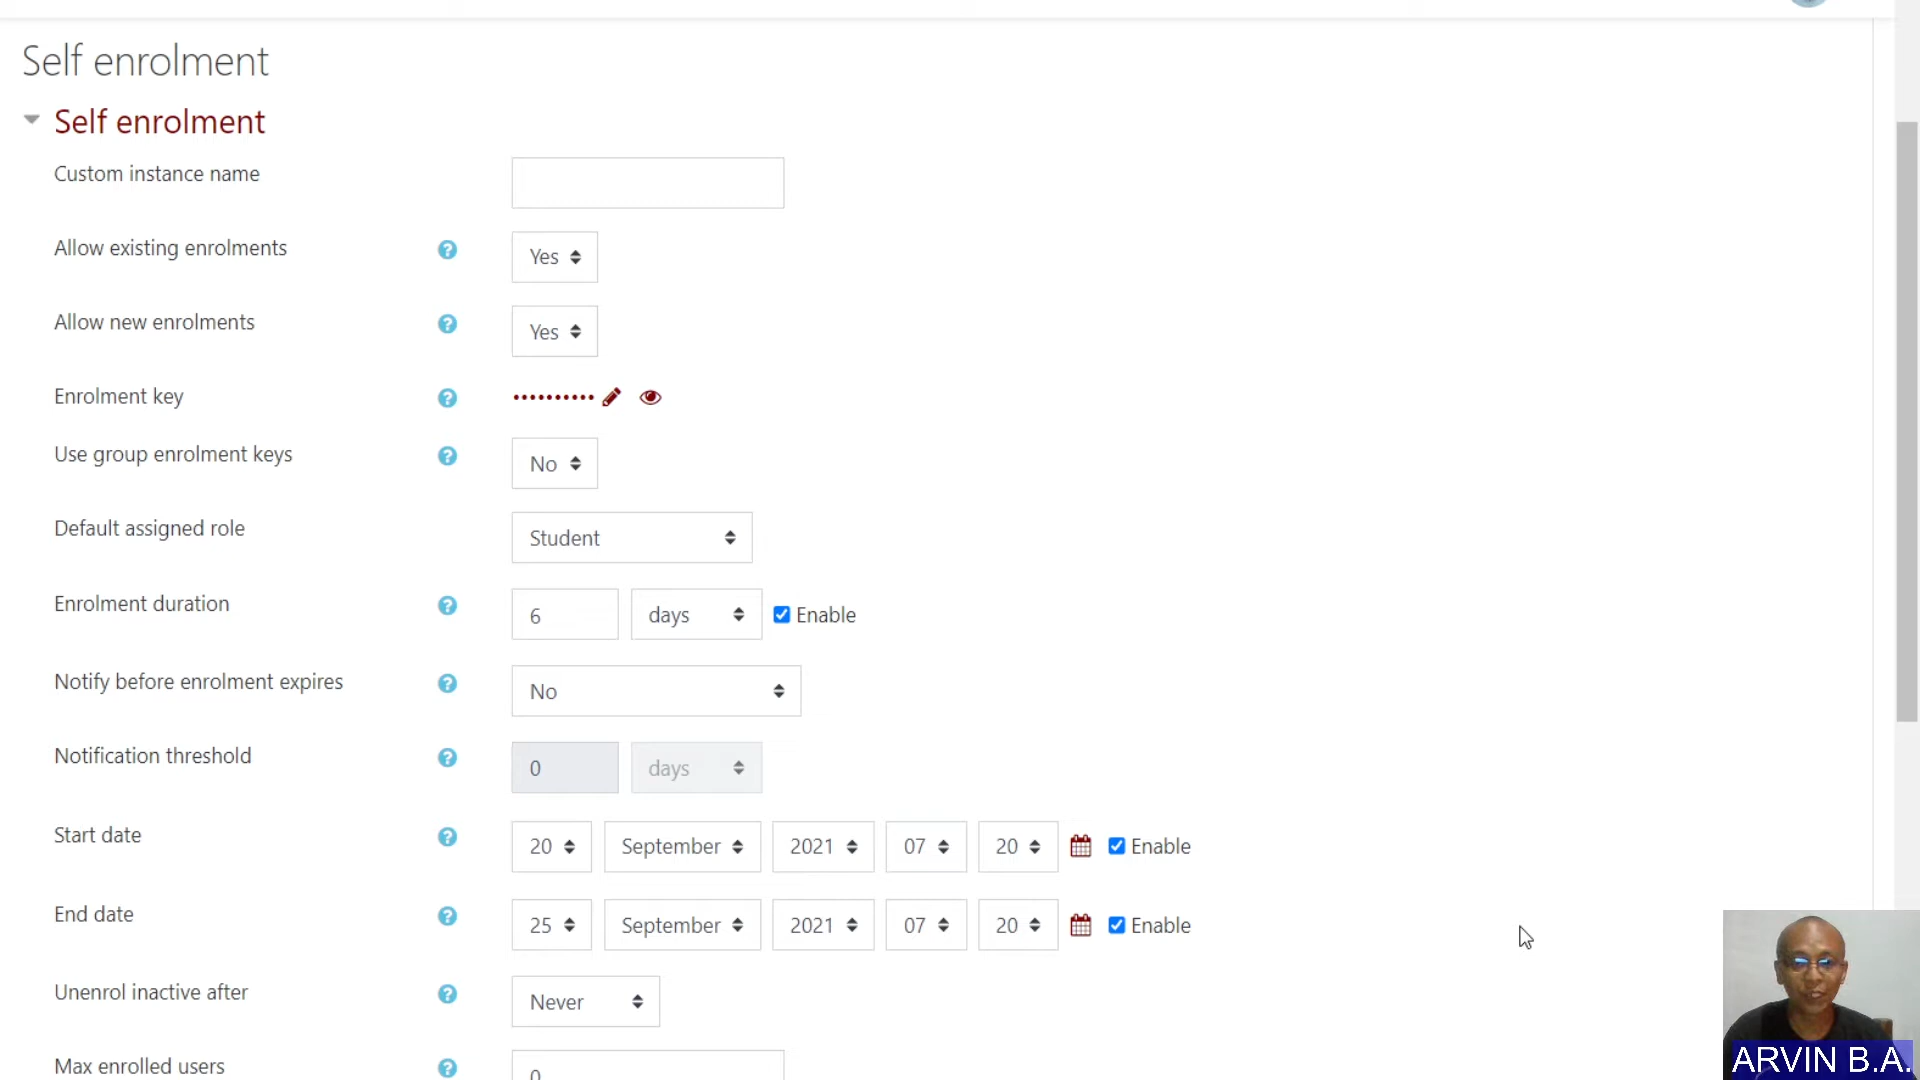 Self enrolment
Self enrolment
Custom instance name
Allow existing enrolments Yes
Allow new enrolments Yes
Enrolment key ••••••••••
Use group enrolment keys No
Default assigned role Student
Enrolment duration 6 days Enable
Notify before enrolment expires No
Notification threshold 0 days
Start date 20 September 2021 07 20 Enable
End date 25 September 2021 07 20 Enable
Unenrol inactive after Never
Max enrolled users 0
ARVIN B.A.